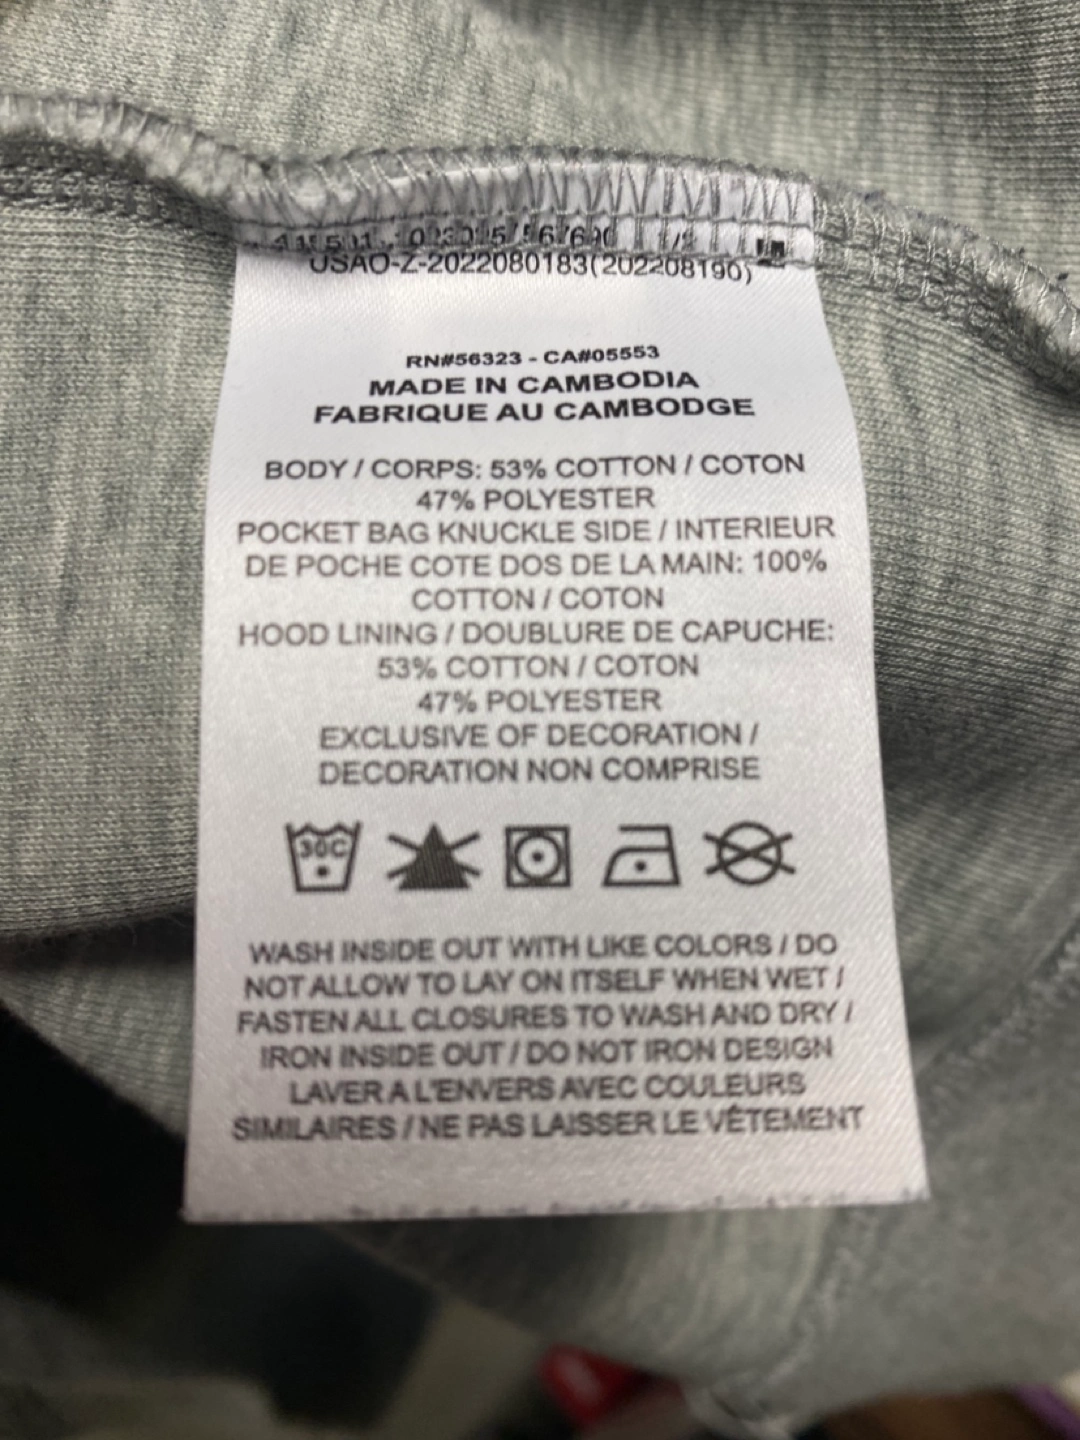 USAO-Z-2022080183(202208190)
RN#56323 - CA#05553
MADE IN CAMBODIA
FABRIQUE AU CAMBODGE
BODY / CORPS: 53% COTTON / COTON
47% POLYESTER
POCKET BAG KNUCKLE SIDE / INTERIEUR
DE POCHE COTE DOS DE LA MAIN: 100%
COTTON / COTON
HOOD LINING / DOUBLURE DE CAPUCHE:
53% COTTON / COTON
47% POLYESTER
EXCLUSIVE OF DECORATION /
DECORATION NON COMPRISE
30C
WASH INSIDE OUT WITH LIKE COLORS / DO
NOT ALLOW TO LAY ON ITSELF WHEN WET /
FASTEN ALL CLOSURES TO WASH AND DRY /
IRON INSIDE OUT / DO NOT IRON DESIGN
LAVER A L'ENVERS AVEC COULEURS
SIMILAIRES / NE PAS LAISSER LE VÊTEMENT